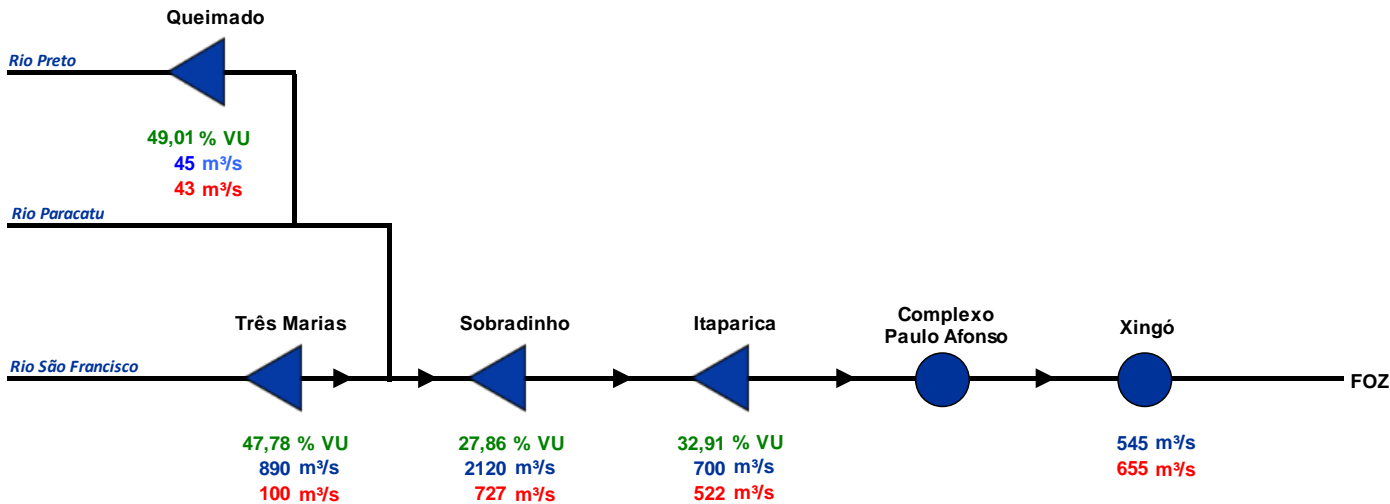 Queimado
Rio Preto
49,01 % VU
45 m³/s
43 m³/s
Rio Paracatu
Três Marias
Sobradinho
Itaparica
Complexo
Paulo Afonso
Xingó
Rio São Francisco
FOZ
47,78 % VU
890 m³/s
100 m³/s
27,86 % VU
2120 m³/s
727 m³/s
32,91 % VU
700 m³/s
522 m³/s
545 m³/s
655 m³/s